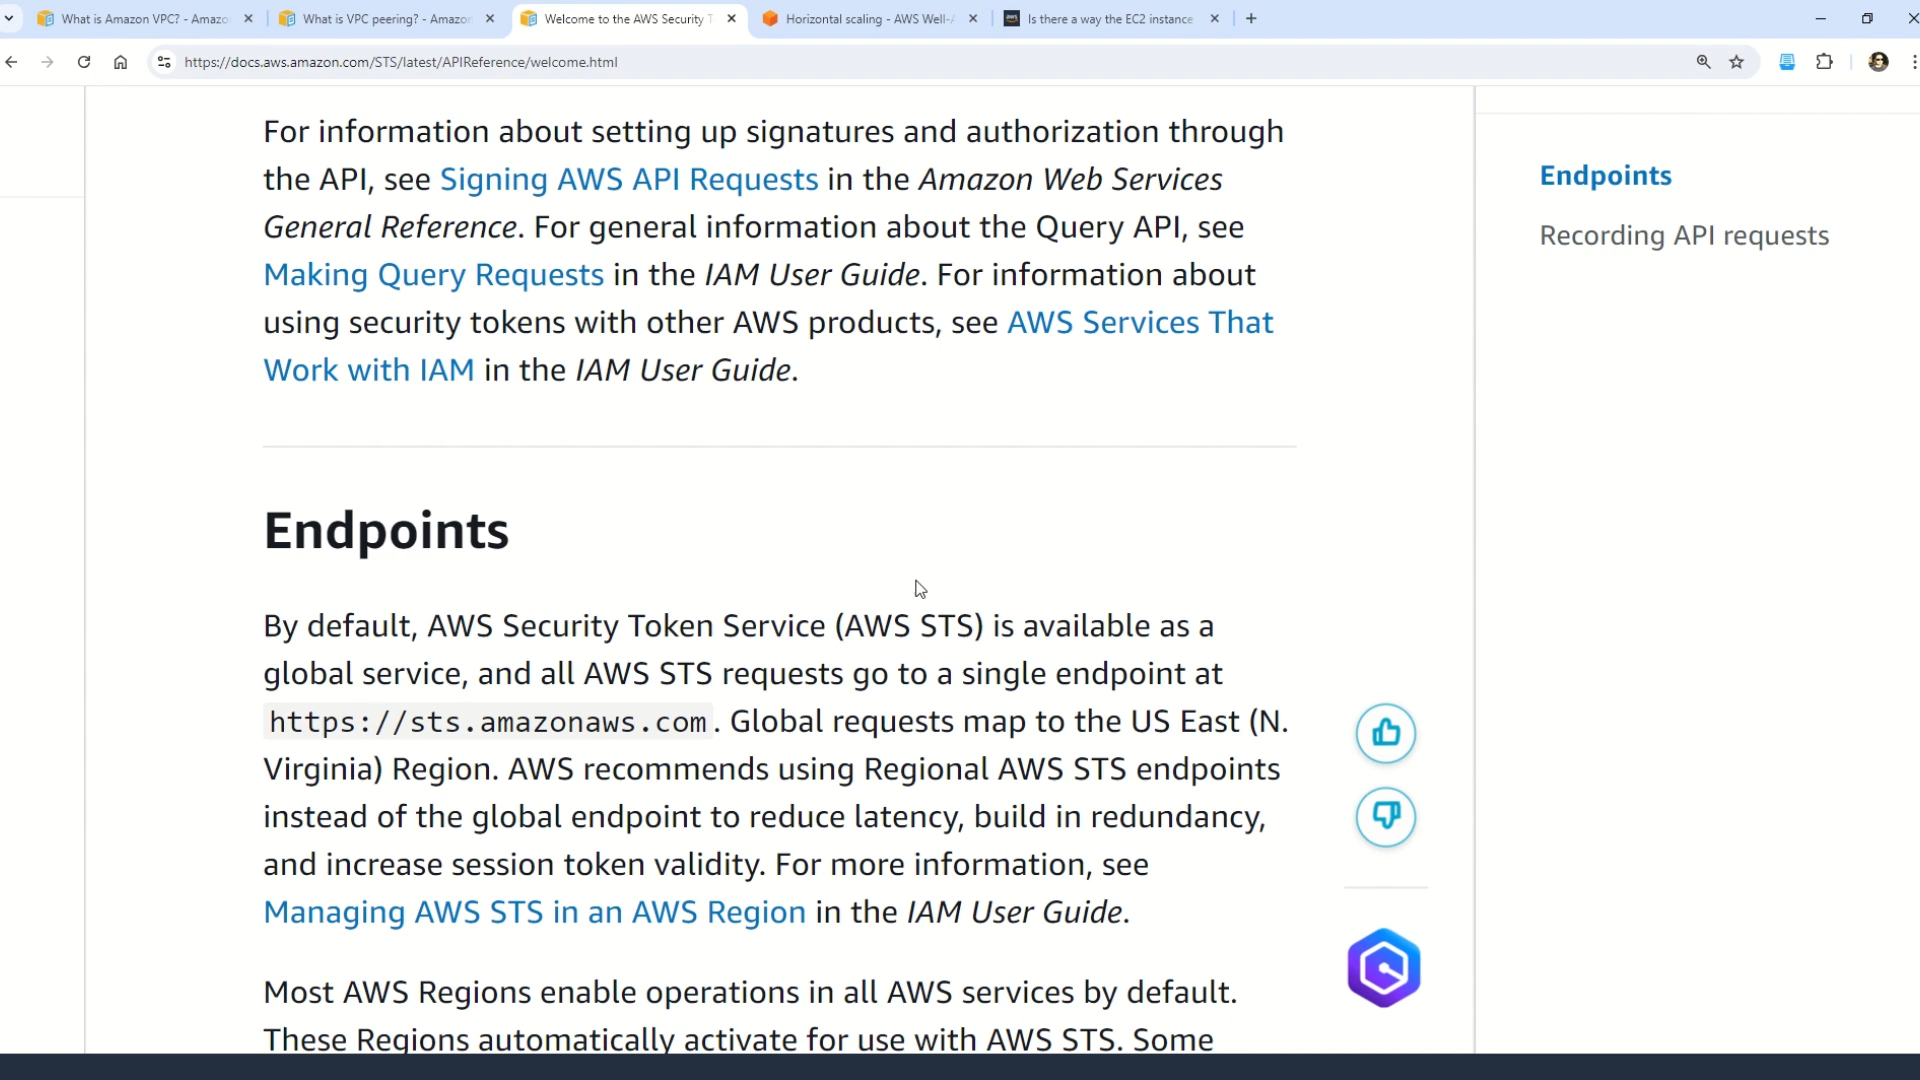 What is Amazon VPC? - Amazo
What is VPC peering? - Amazon
Welcome to the AWS Security T
Horizontal scaling - AWS Well-A
Is there a way the EC2 instance
https://docs.aws.amazon.com/STS/latest/APIReference/welcome.html
For information about setting up signatures and authorization through
the API, see Signing AWS API Requests in the Amazon Web Services
General Reference. For general information about the Query API, see
Making Query Requests in the IAM User Guide. For information about
using security tokens with other AWS products, see AWS Services That
Work with IAM in the IAM User Guide.
Endpoints
By default, AWS Security Token Service (AWS STS) is available as a
global service, and all AWS STS requests go to a single endpoint at
https://sts.amazonaws.com. Global requests map to the US East (N.
Virginia) Region. AWS recommends using Regional AWS STS endpoints
instead of the global endpoint to reduce latency, build in redundancy,
and increase session token validity. For more information, see
Managing AWS STS in an AWS Region in the IAM User Guide.
Most AWS Regions enable operations in all AWS services by default.
These Regions automatically activate for use with AWS STS. Some
Endpoints
Recording API requests